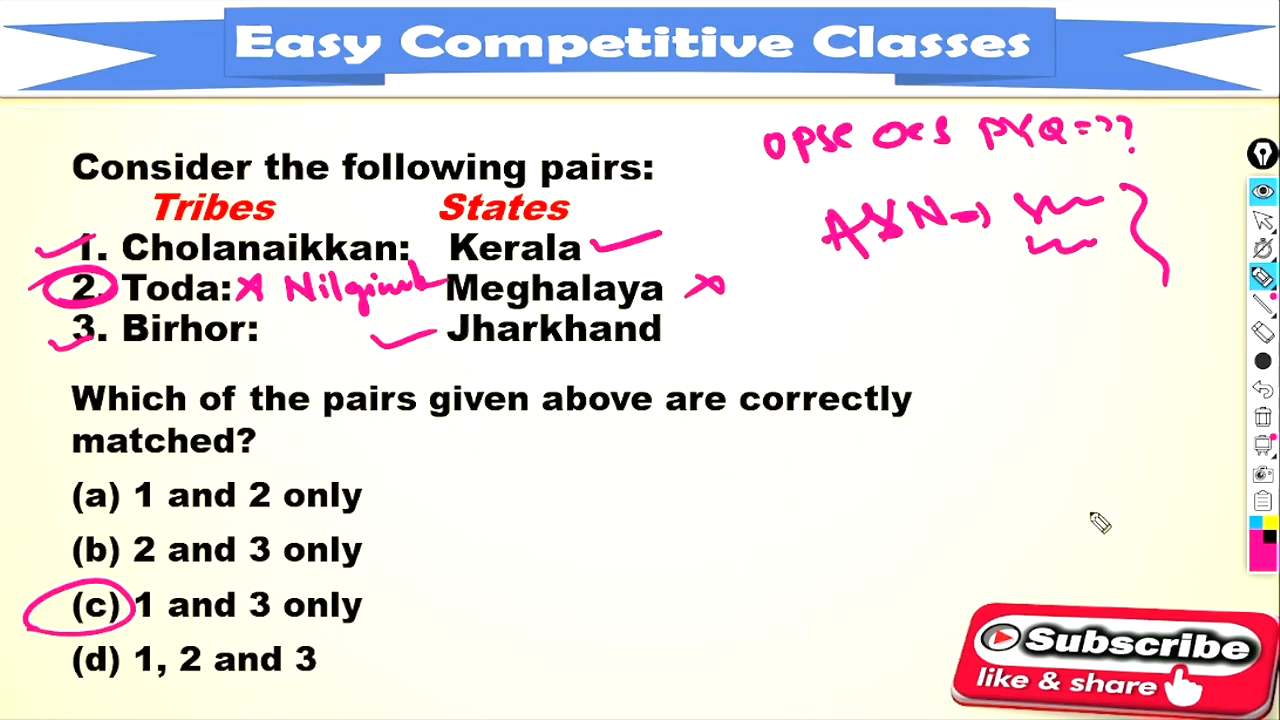 Easy Competitive Classes
OPSC OCS PYQ=??
Consider the following pairs:
Tribes States
1. Cholanaikkan: Kerala
2. Toda: Meghalaya
3. Birhor: Jharkhand
Which of the pairs given above are correctly
matched?
(a) 1 and 2 only
(b) 2 and 3 only
(c) 1 and 3 only
(d) 1, 2 and 3
Subscribe
like & share